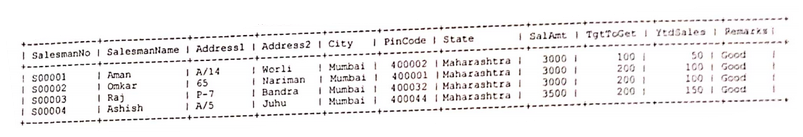 | SalesmanNo | SalesmanName | Address1 | Address2 | City | PinCode | State | SalAmt | TgtToGet | YtdSales | Remarks |
| S00001 | Aman | A/14 | Worli | Mumbai | 400002 | Maharashtra | 3000 | 100 | 50 | Good |
| S00002 | Omkar | 65 | Nariman | Mumbai | 400001 | Maharashtra | 3000 | 200 | 100 | Good |
| S00003 | Raj | P-7 | Bandra | Mumbai | 400032 | Maharashtra | 3000 | 200 | 100 | Good |
| S00004 | Ashish | A/5 | Juhu | Mumbai | 400044 | Maharashtra | 3500 | 200 | 150 | Good |